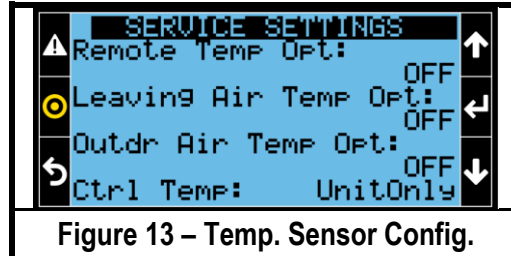 SERVICE SETTINGS
Remote Temp Opt:
OFF
Leaving Air Temp Opt:
OFF
Outdr Air Temp Opt:
OFF
Ctrl Temp: UnitOnly
Figure 13 – Temp. Sensor Config.